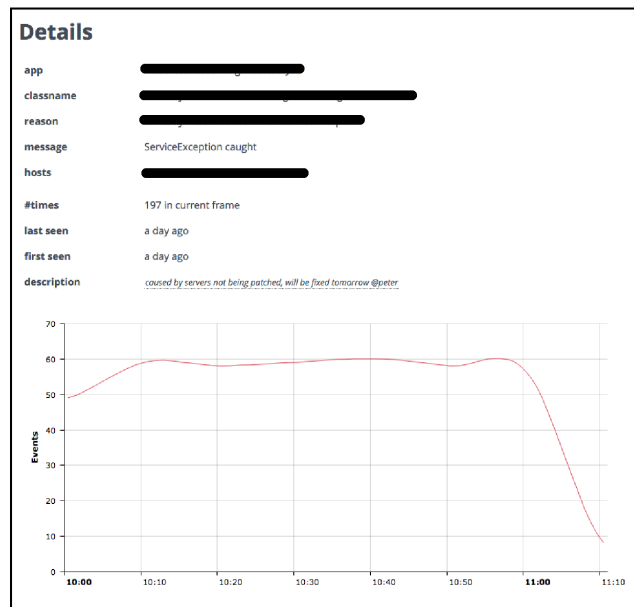 Details
app
classname
reason
message ServiceException caught
hosts
#times 197 in current frame
last seen a day ago
first seen a day ago
description caused by servers not being patched, will be fixed tomorrow @peter
70
60
50
40
30
20
10
0
Events
10:00 10:10 10:20 10:30 10:40 10:50 11:00 11:10